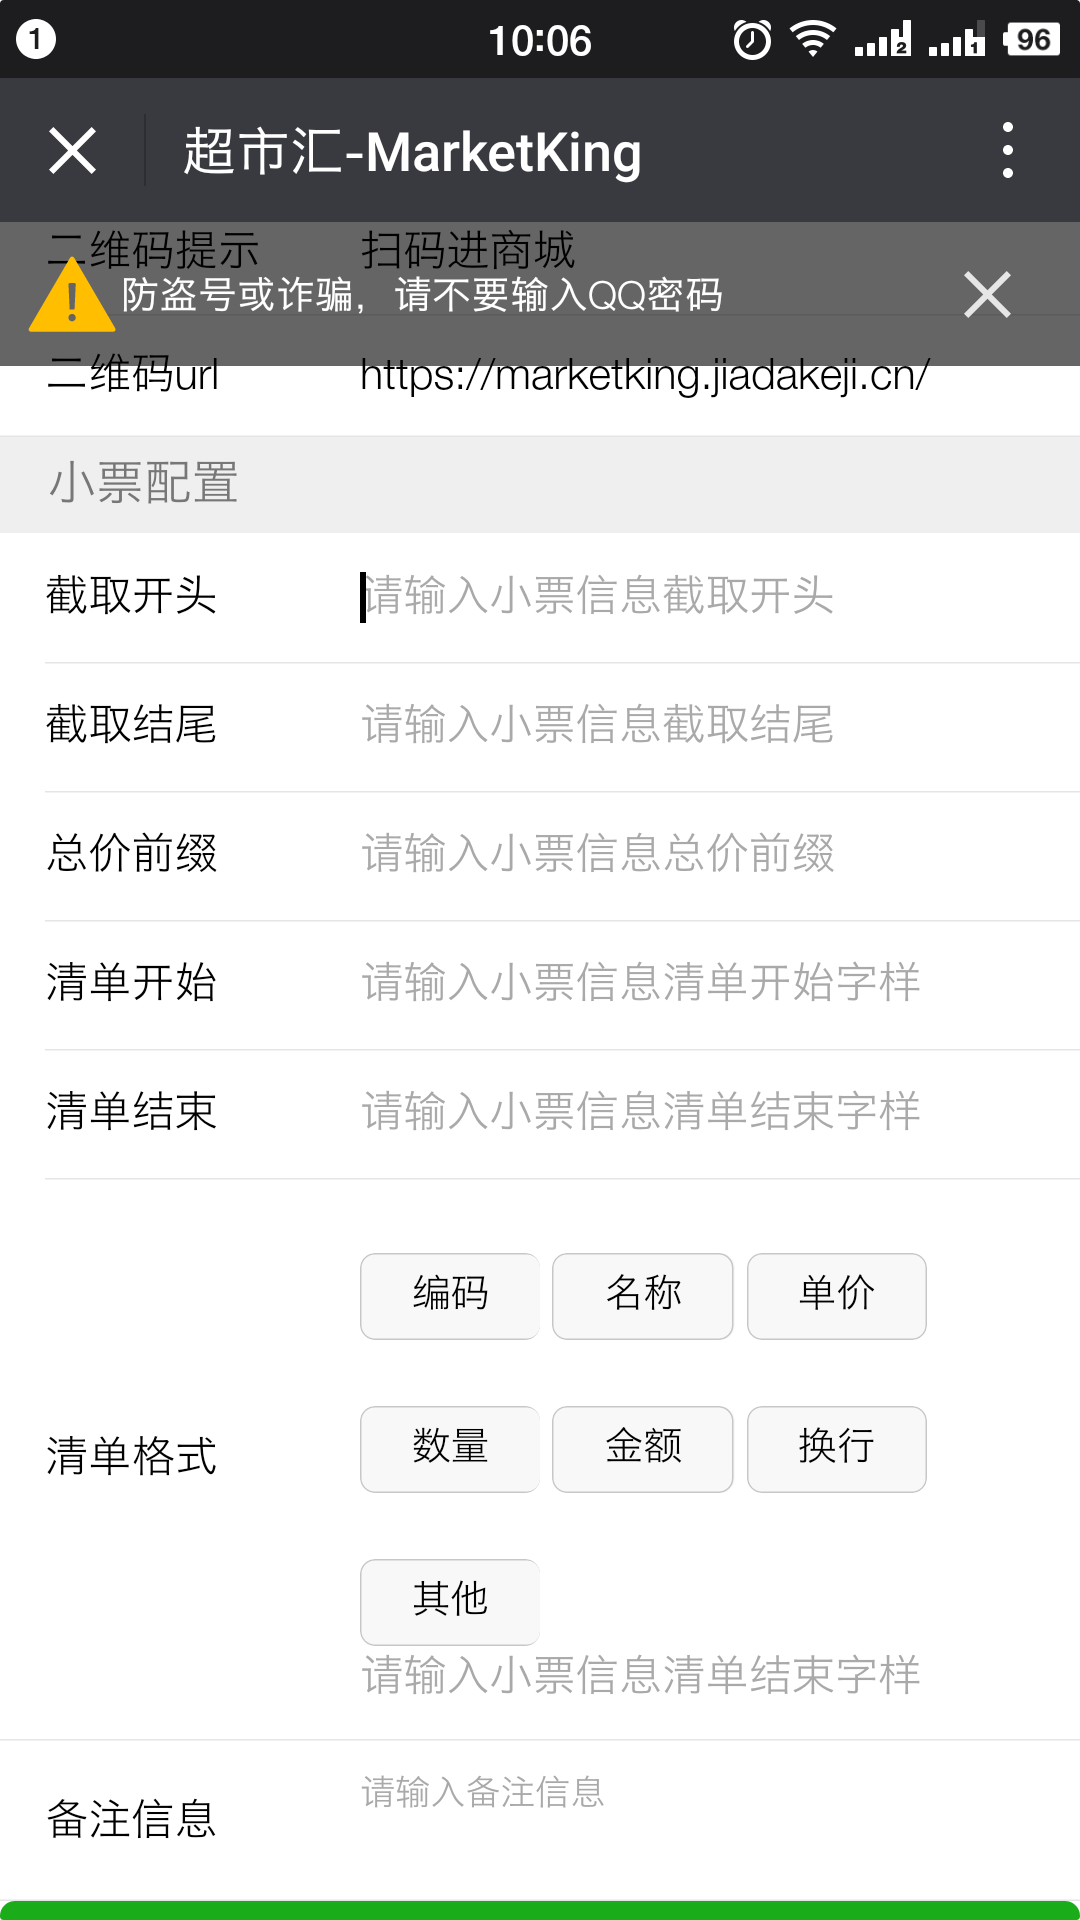 1
10:06
2
1
96
超市汇-MarketKing
二维码提示 扫码进商城
防盗号或诈骗，请不要输入QQ密码
二维码url https://marketking.jiadakeji.cn/
小票配置
截取开头 请输入小票信息截取开头
截取结尾 请输入小票信息截取结尾
总价前缀 请输入小票信息总价前缀
清单开始 请输入小票信息清单开始字样
清单结束 请输入小票信息清单结束字样
编码 名称 单价
清单格式 数量 金额 换行
其他
请输入小票信息清单结束字样
备注信息 请输入备注信息